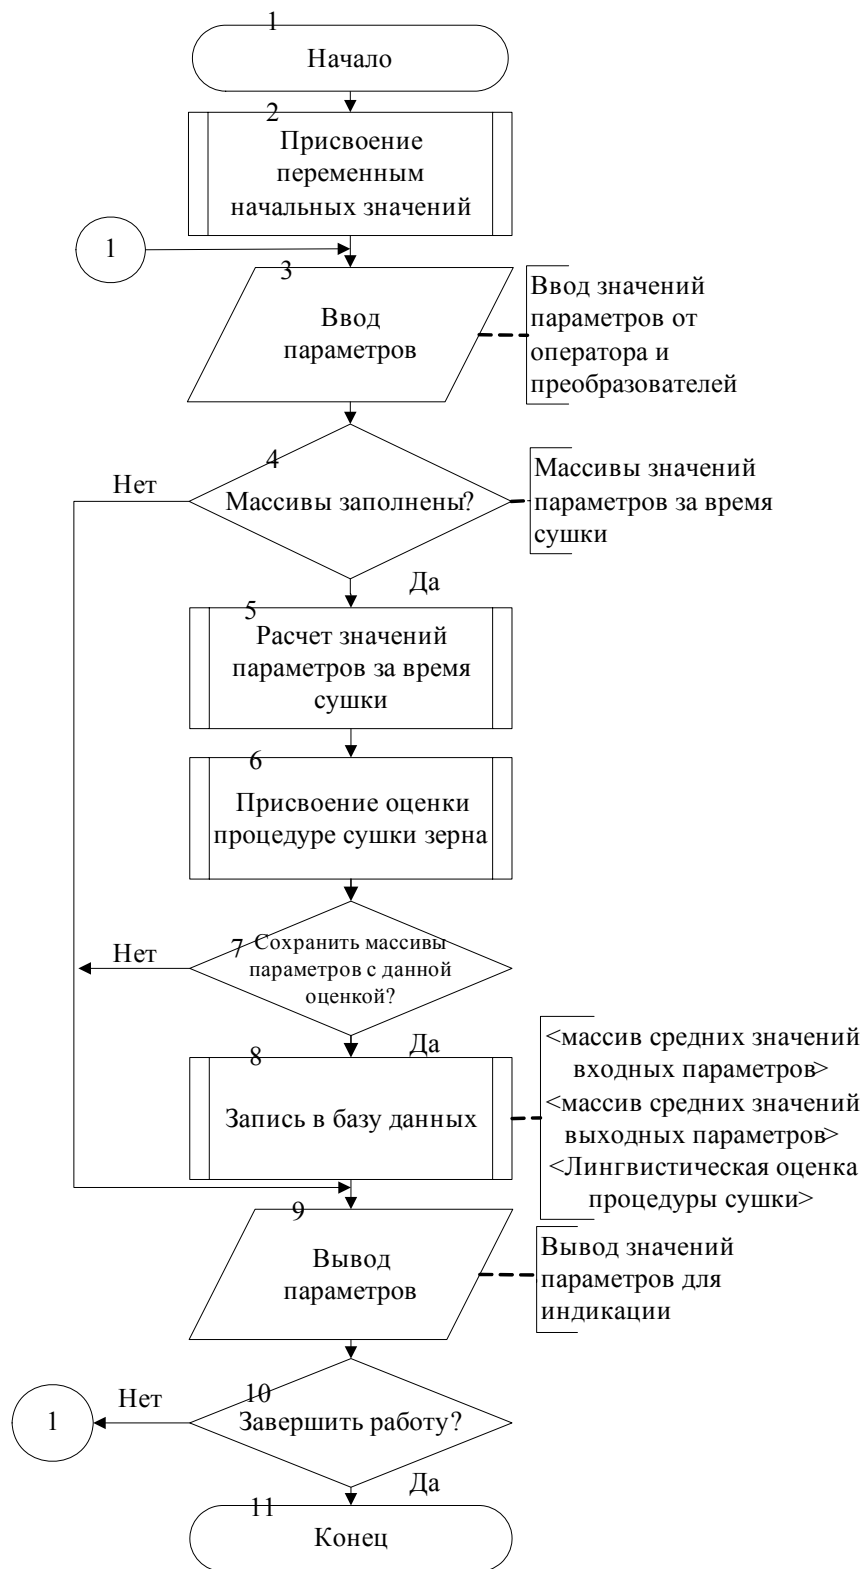 1
Начало
2
Присвоение
переменным
начальных значений
1
3
Ввод
параметров
Ввод значений
параметров от
оператора и
преобразователей
4
Нет
Массивы заполнены?
Массивы значений
параметров за время
сушки
Да
5
Расчет значений
параметров за время
сушки
6
Присвоение оценки
процедуре сушки зерна
7
Нет
Сохранить массивы
параметров с данной
оценкой?
Да
8
Запись в базу данных
<массив средних значений
входных параметров>
<массив средних значений
выходных параметров>
<Лингвистическая оценка
процедуры сушки>
9
Вывод
параметров
Вывод значений
параметров для
индикации
10
Нет
1
Завершить работу?
Да
11
Конец